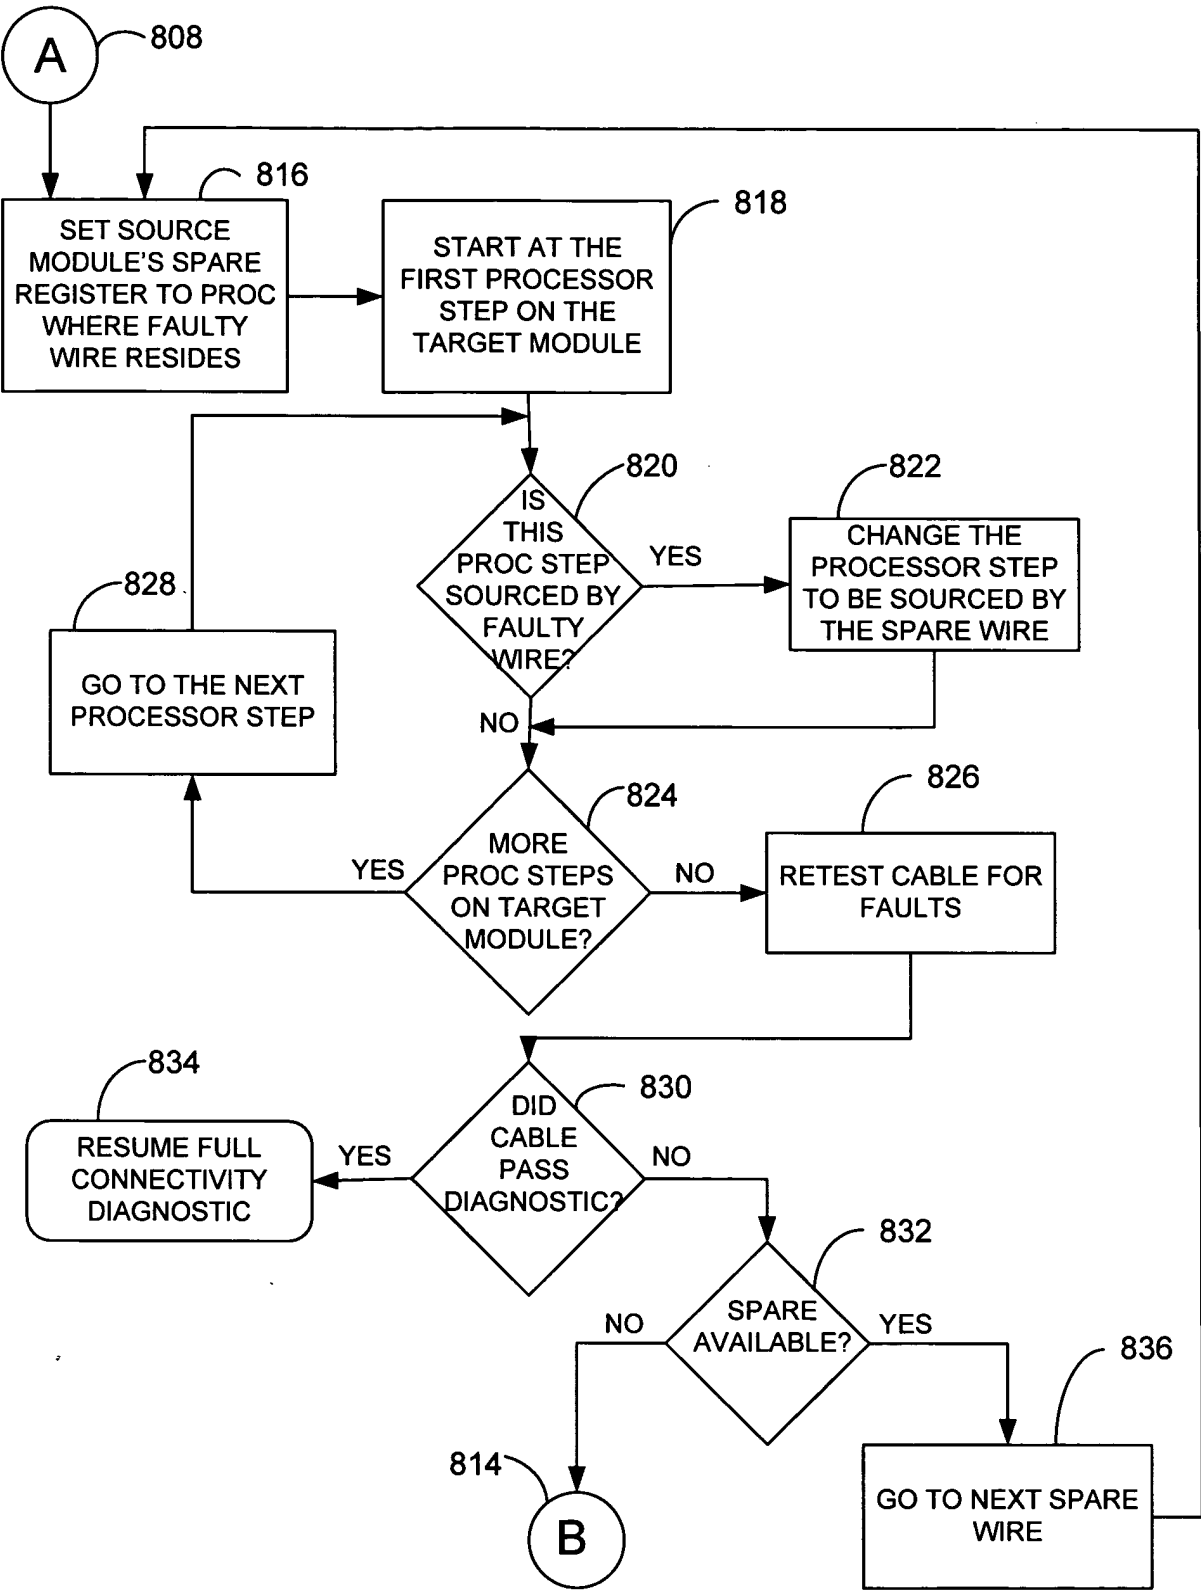 A
808
816
SET SOURCE
MODULE'S SPARE
REGISTER TO PROC
WHERE FAULTY
WIRE RESIDES
818
START AT THE
FIRST PROCESSOR
STEP ON THE
TARGET MODULE
820
IS
THIS
PROC STEP
SOURCED BY
FAULTY
WIRE?
YES
822
CHANGE THE
PROCESSOR STEP
TO BE SOURCED BY
THE SPARE WIRE
828
GO TO THE NEXT
PROCESSOR STEP
NO
824
MORE
PROC STEPS
ON TARGET
MODULE?
YES
NO
826
RETEST CABLE FOR
FAULTS
834
RESUME FULL
CONNECTIVITY
DIAGNOSTIC
YES
830
DID
CABLE
PASS
DIAGNOSTIC?
NO
832
SPARE
AVAILABLE?
NO
YES
836
GO TO NEXT SPARE
WIRE
814
B